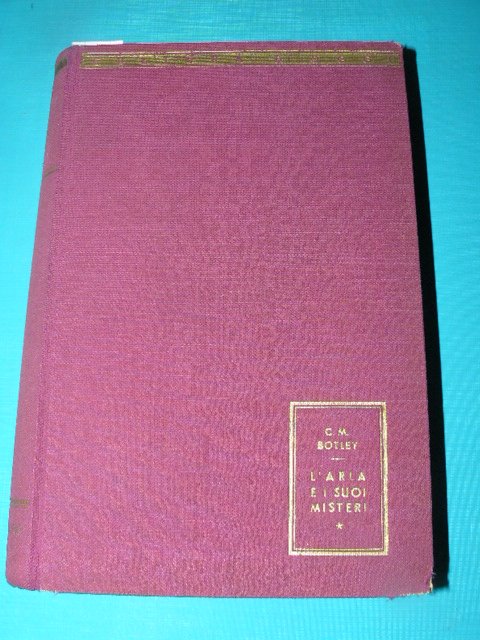 C. M.
BOTLEY
L'ARIA
E I SUOI
MISTERI